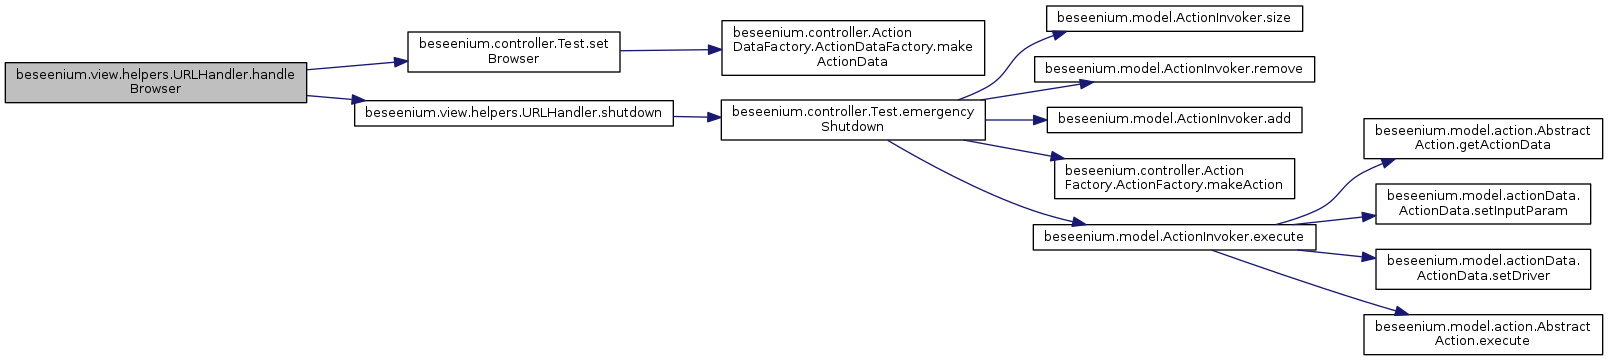 beseenium.view.helpers.URLHandler.handle
Browser
beseenium.controller.Test.set
Browser
beseenium.view.helpers.URLHandler.shutdown
beseenium.controller.Action
DataFactory.ActionDataFactory.make
ActionData
beseenium.controller.Test.emergency
Shutdown
beseenium.model.ActionInvoker.size
beseenium.model.ActionInvoker.remove
beseenium.model.ActionInvoker.add
beseenium.controller.Action
Factory.ActionFactory.makeAction
beseenium.model.ActionInvoker.execute
beseenium.model.action.Abstract
Action.getActionData
beseenium.model.actionData.
ActionData.setInputParam
beseenium.model.actionData.
ActionData.setDriver
beseenium.model.action.Abstract
Action.execute